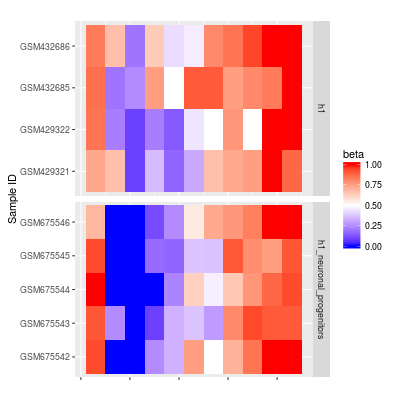 Sample ID
GSM432686
GSM432685
GSM429322
GSM429321
h1
GSM675546
GSM675545
GSM675544
GSM675543
GSM675542
h1_neuronal_progenitors
beta
1.00
0.75
0.50
0.25
0.00